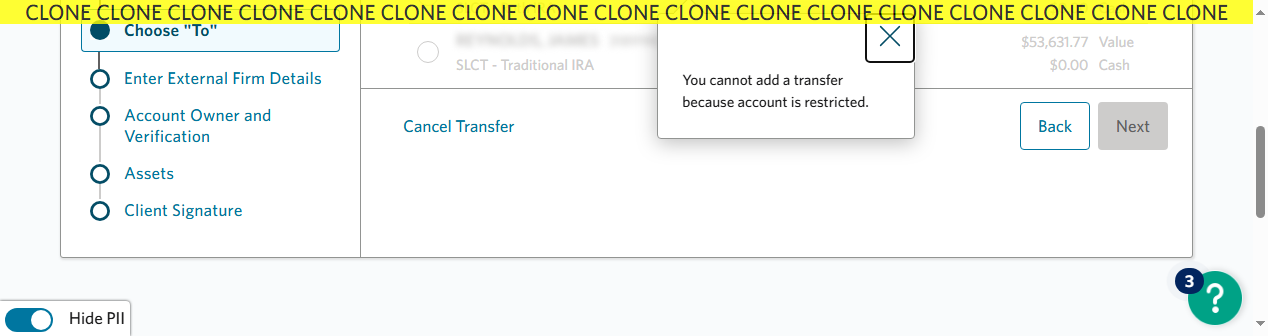 CLONE CLONE CLONE CLONE CLONE CLONE CLONE CLONE CLONE CLONE CLONE CLONE CLONE CLONE CLONE CLONE CLONE
Choose "To"
Enter External Firm Details
Account Owner and
Verification
Assets
Client Signature
SLCT - Traditional IRA
$53,631.77 Value
$0.00 Cash
You cannot add a transfer
because account is restricted.
Cancel Transfer
Back
Next
3
?
Hide PII